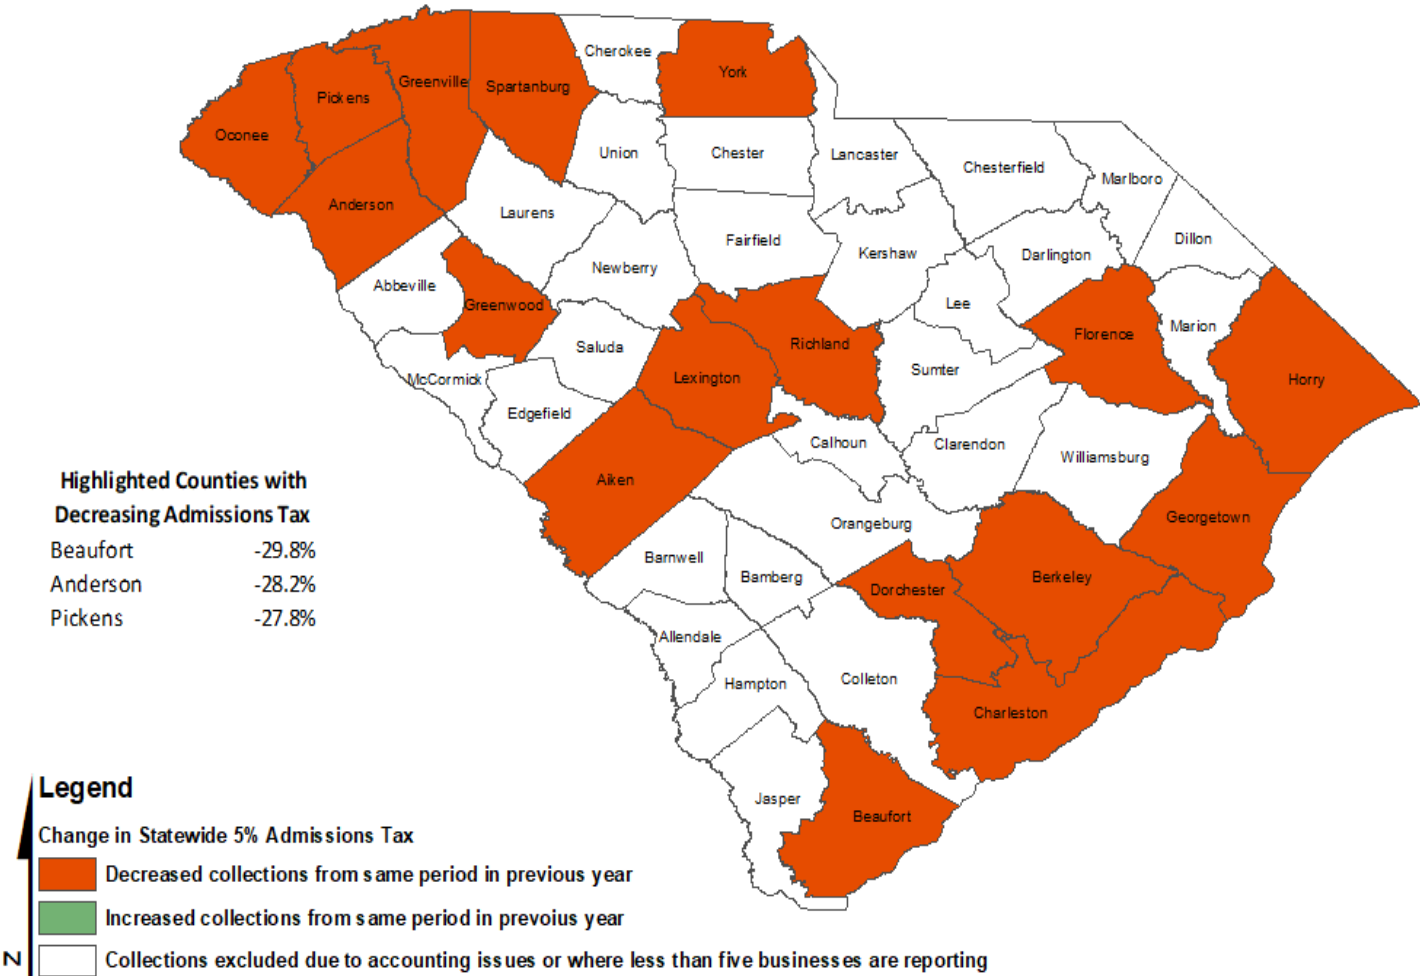 Cherokee
York
Greenville
Spartanburg
Pickens
Oconee
Union
Chester
Lancaster
Chesterfield
Marlboro
Anderson
Laurens
Fairfield
Kershaw
Darlington
Dillon
Newberry
Abbeville
Greenwood
Lee
Marion
Florence
Saluda
Richland
Sumter
Horry
McCormick
Lexington
Edgefield
Calhoun
Clarendon
Williamsburg
Aiken
Georgetown
Orangeburg
Barnwell
Bamberg
Dorchester
Berkeley
Allendale
Hampton
Colleton
Charleston
Jasper
Beaufort
Highlighted Counties with
Decreasing Admissions Tax
Beaufort -29.8%
Anderson -28.2%
Pickens -27.8%
Legend
Change in Statewide 5% Admissions Tax
Decreased collections from same period in previous year
Increased collections from same period in prevoius year
Collections excluded due to accounting issues or where less than five businesses are reporting
N